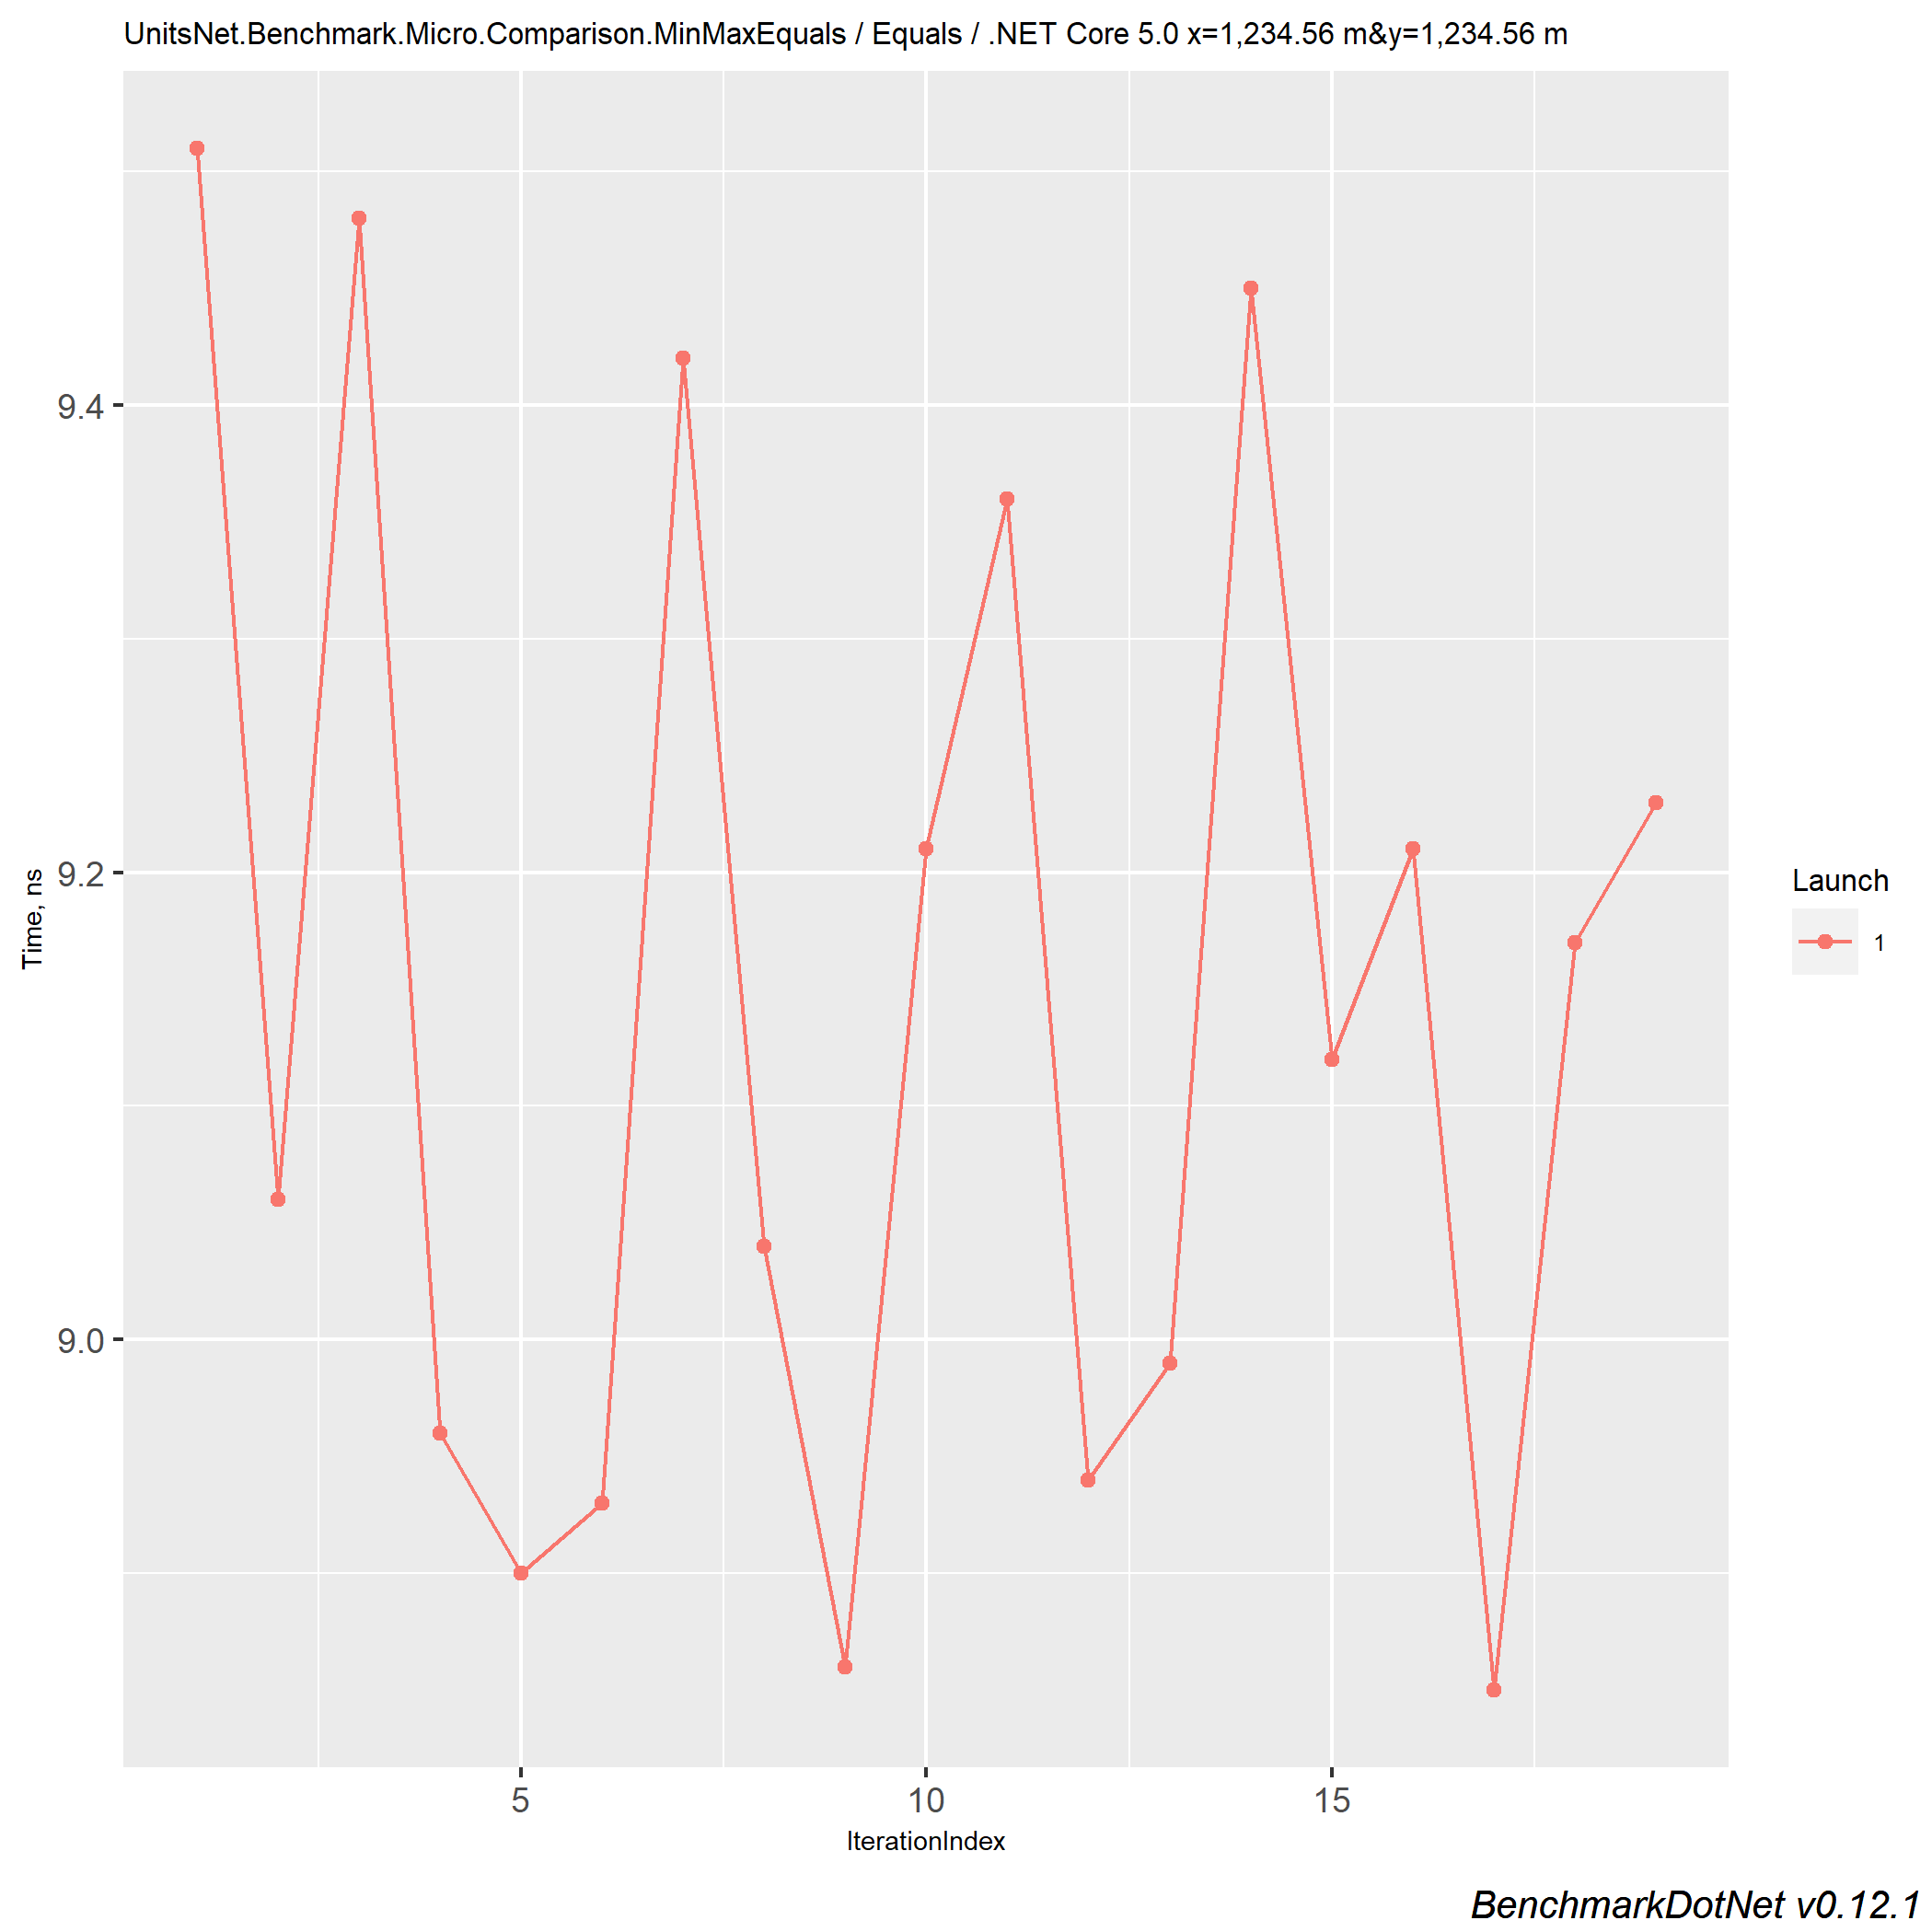 UnitsNet.Benchmark.Micro.Comparison.MinMaxEquals / Equals / .NET Core 5.0 x=1,234.56 m&y=1,234.56 m
9.4
9.2
9.0
Time, ns
5 10 15
IterationIndex
Launch
1
BenchmarkDotNet v0.12.1